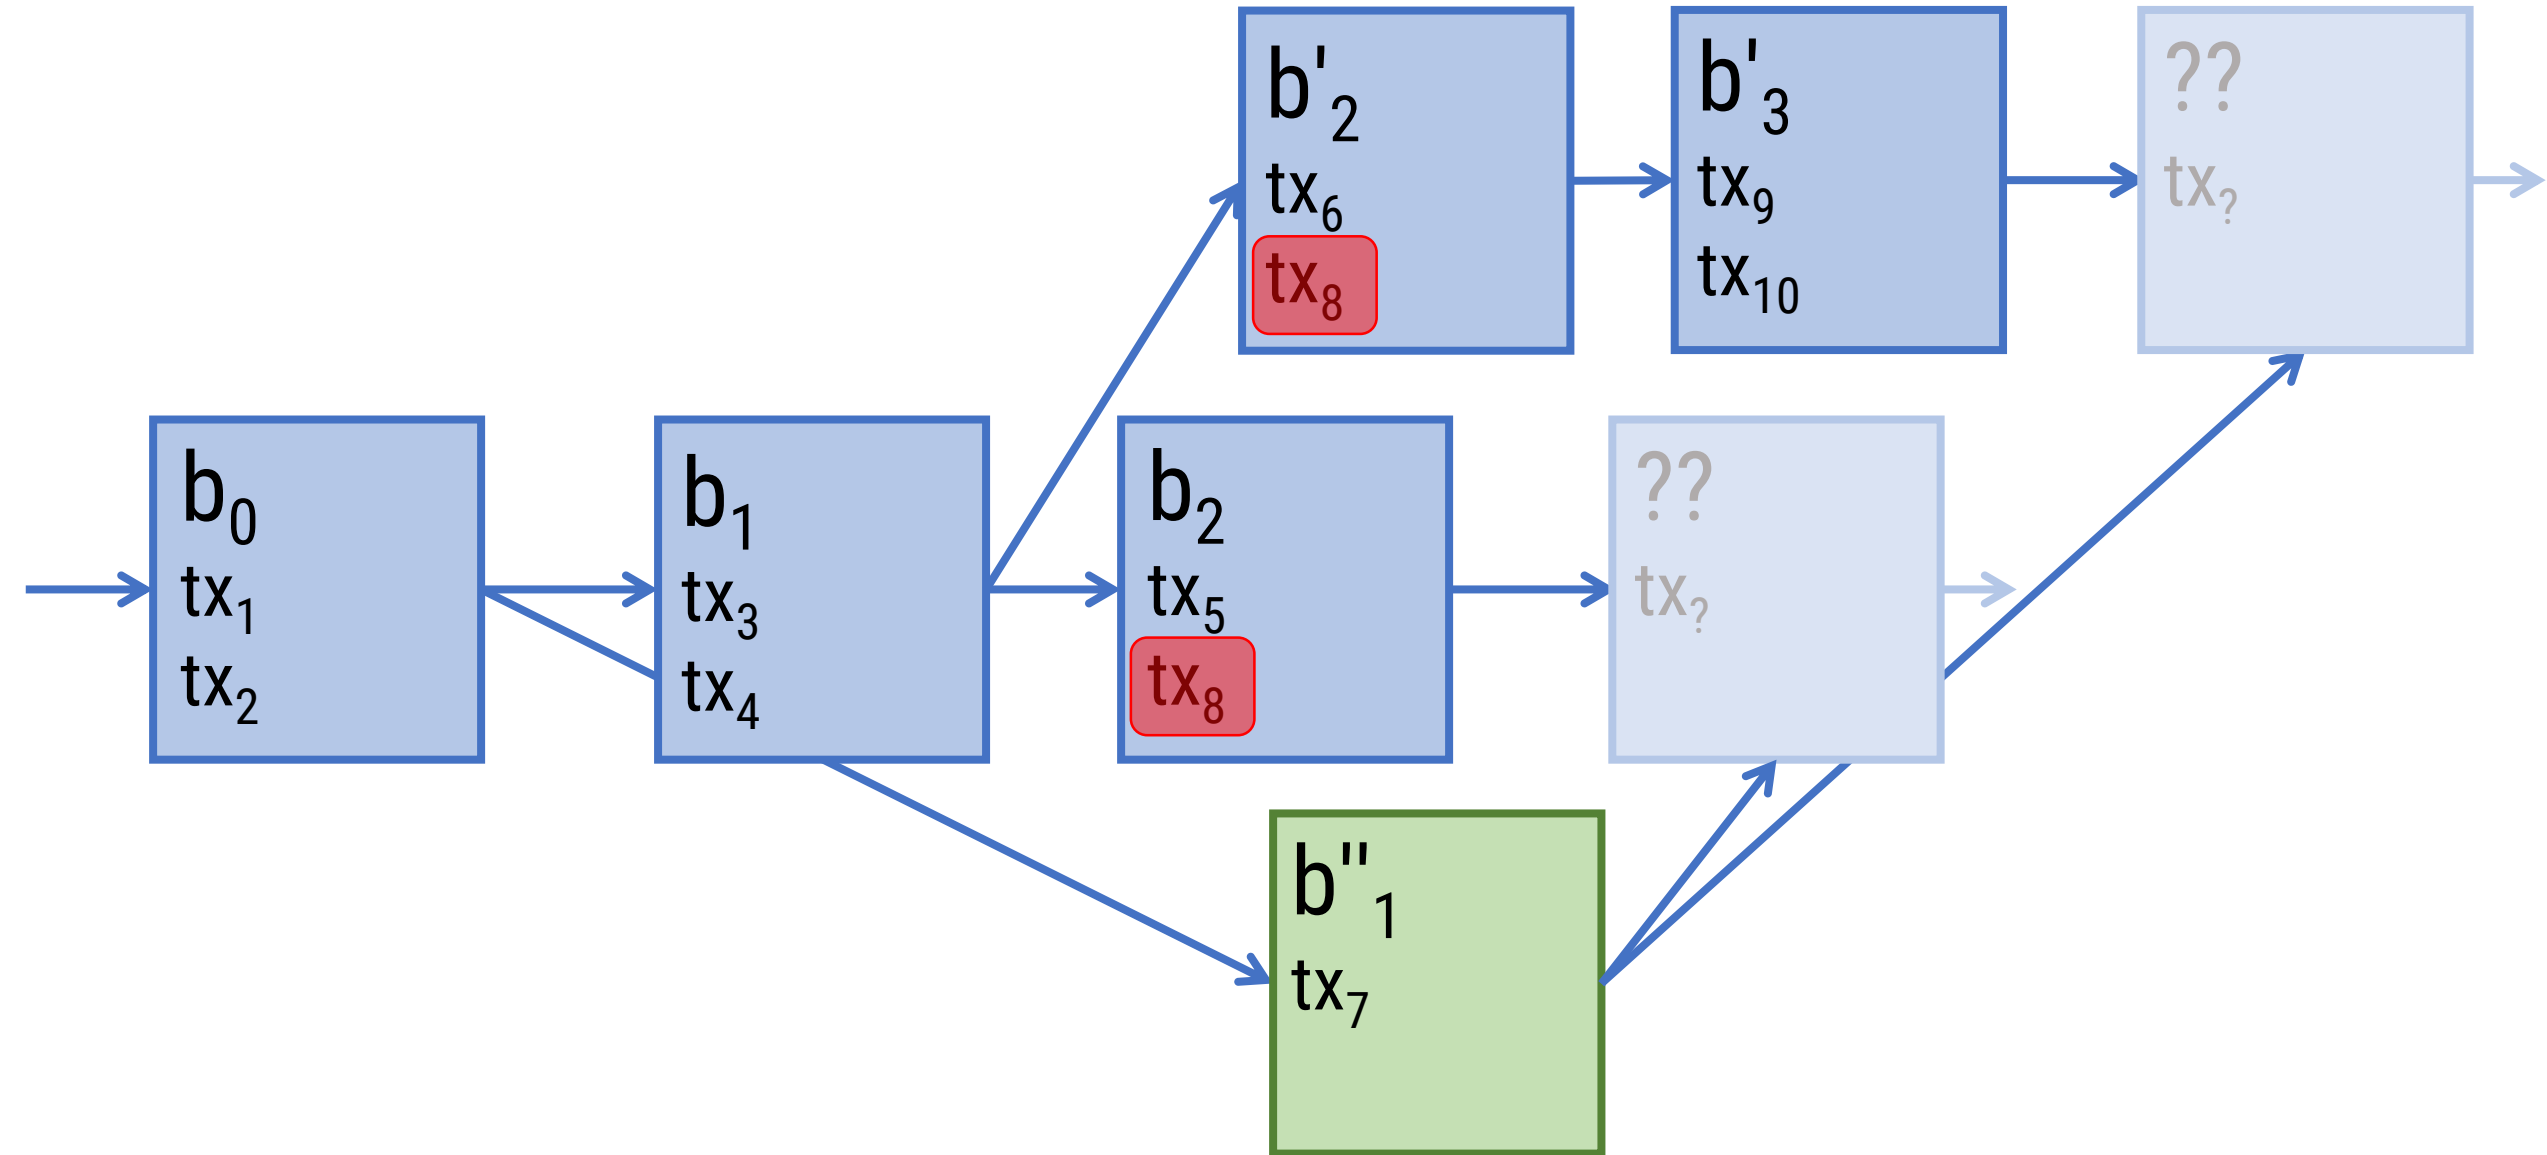 b'₂
tx₆
tx₈
b'₃
tx₉
tx₁₀
??
tx?
b₀
tx₁
tx₂
b₁
tx₃
tx₄
b₂
tx₅
tx₈
??
tx?
b''₁
tx₇